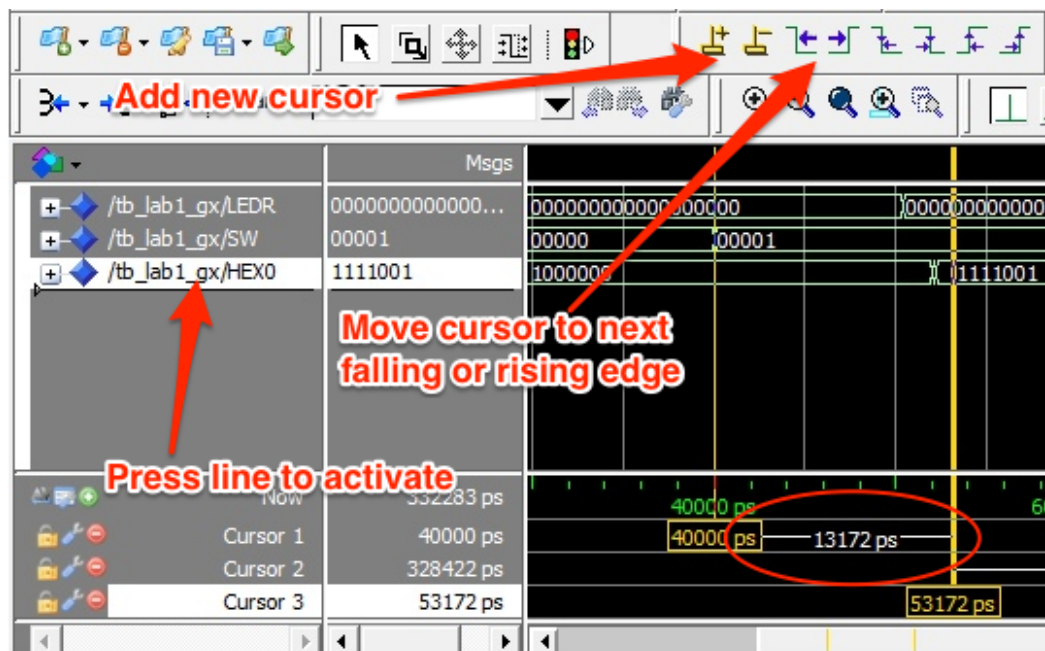 Add new cursor
Msgs
/tb_lab1_gx/LEDR 0000000000000... 000000000000000000 000000000000
/tb_lab1_gx/SW 00001 00000 00001
/tb_lab1_gx/HEX0 1111001 1000000 1111001
Move cursor to next
falling or rising edge
Press line to activate
Now 332283 ps 40000 ps
Cursor 1 40000 ps 40000 ps 13172 ps
Cursor 2 328422 ps
Cursor 3 53172 ps 53172 ps